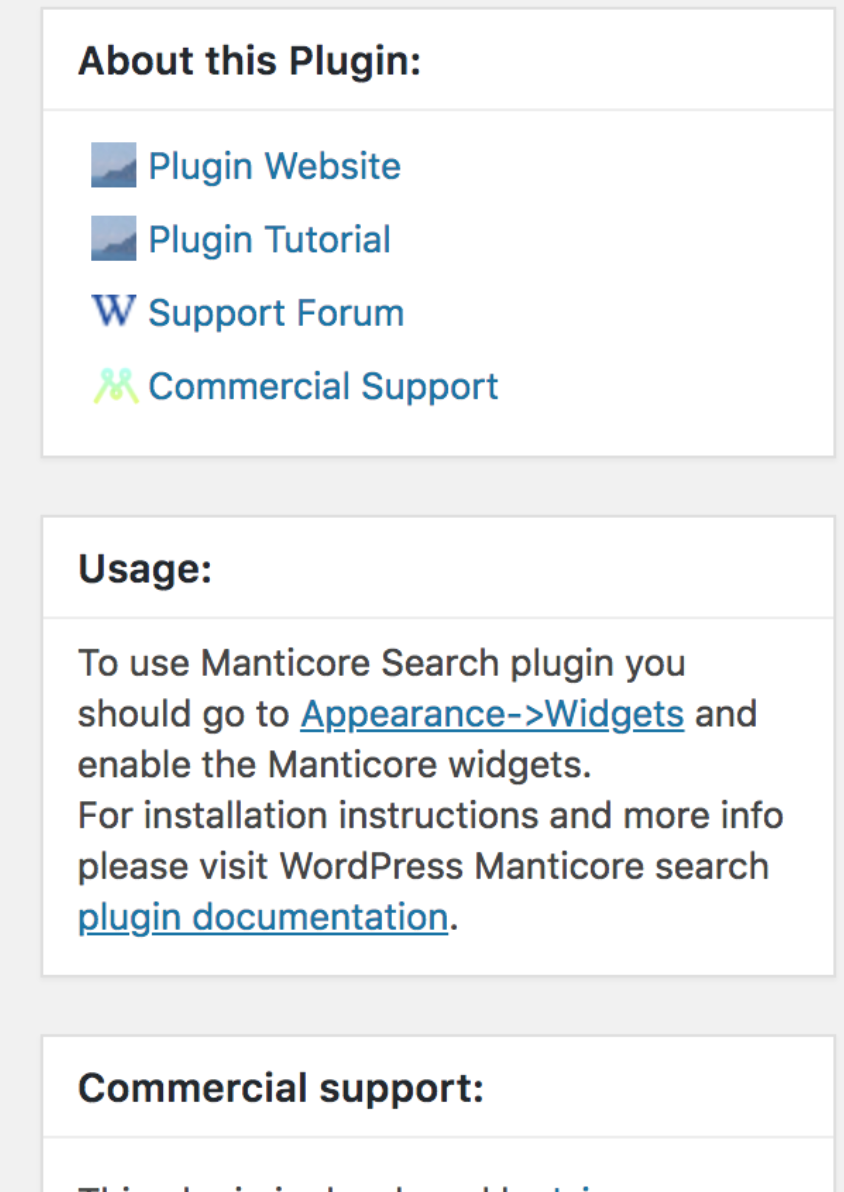 About this Plugin:
Plugin Website
Plugin Tutorial
W Support Forum
Commercial Support
Usage:
To use Manticore Search plugin you
should go to Appearance->Widgets and
enable the Manticore widgets.
For installation instructions and more info
please visit WordPress Manticore search
plugin documentation.
Commercial support: